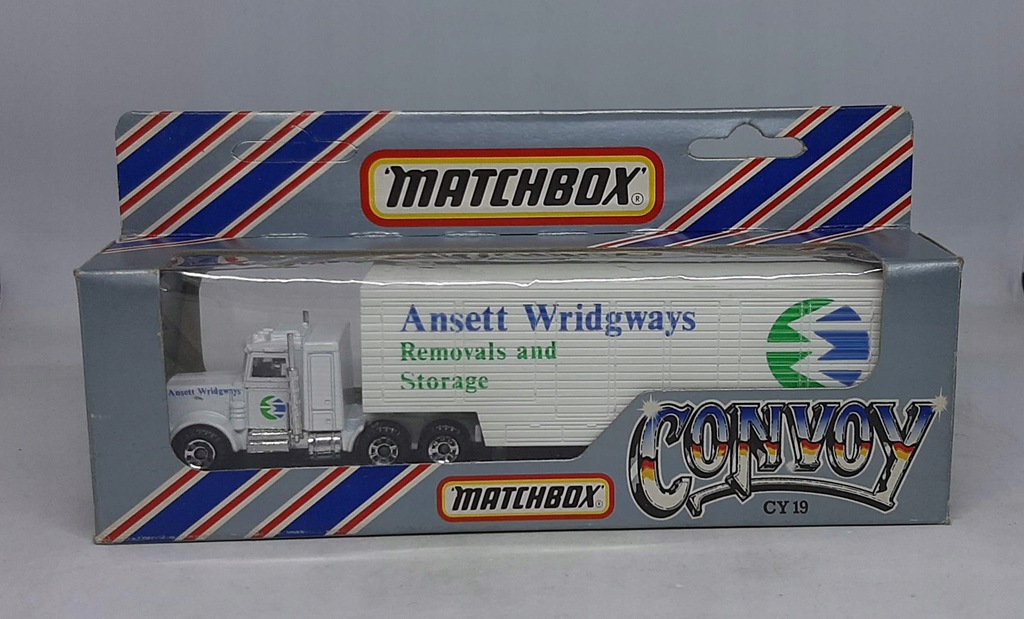 'MATCHBOX'®
Ansett Wridgways
Removals and
Storage
Ansett Wridgways
CONVOY
'MATCHBOX'®
CY 19